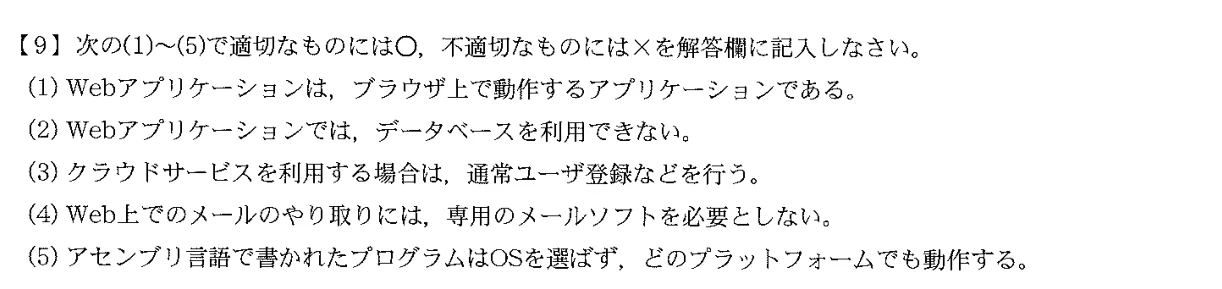 【9】次の(1)~(5)で適切なものには〇，不適切なものには×を解答欄に記入しなさい。
(1) Webアプリケーションは，ブラウザ上で動作するアプリケーションである。
(2) Webアプリケーションでは，データベースを利用できない。
(3) クラウドサービスを利用する場合は，通常ユーザ登録などを行う。
(4) Web上でのメールのやり取りには，専用のメールソフトを必要としない。
(5) アセンブリ言語で書かれたプログラムはOSを選ばず，どのプラットフォームでも動作する。